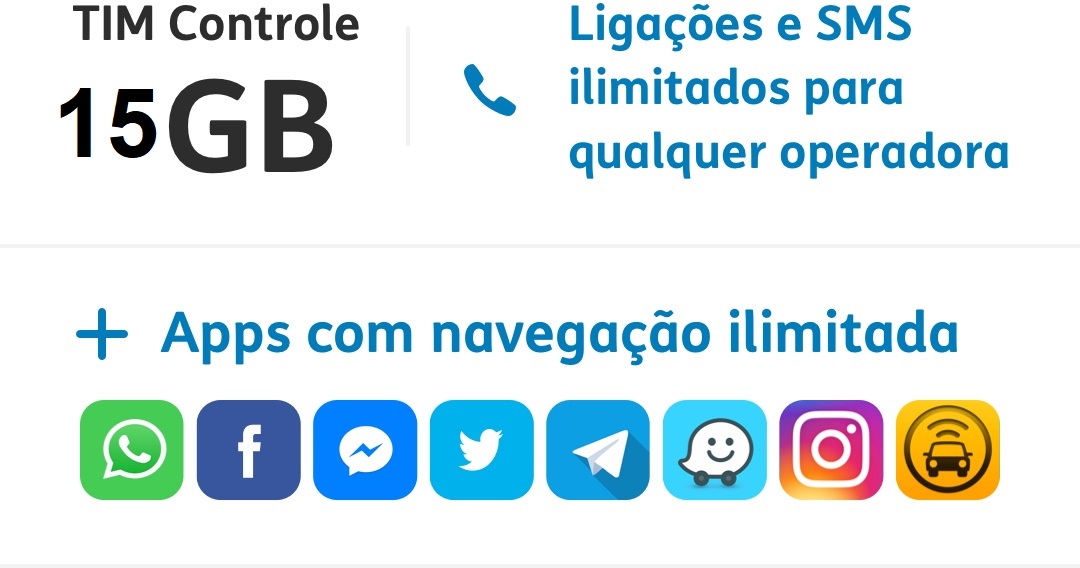 TIM Controle
15GB
Ligações e SMS
ilimitados para
qualquer operadora
+ Apps com navegação ilimitada